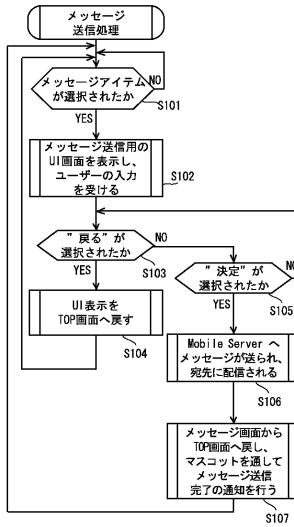 メッセージ
送信処理
メッセージアイテム
が選択されたか
NO
S101
YES
メッセージ送信用の
UI画面を表示し、
ユーザーの入力
を受ける
S102
"戻る"が
選択されたか
NO
S103
YES
UI表示を
TOP画面へ戻す
S104
"決定"が
選択されたか
NO
S105
YES
Mobile Server へ
メッセージが送られ、
宛先に配信される
S106
メッセージ画面から
TOP画面へ戻し、
マスコットを通して
メッセージ送信
完了の通知を行う
S107